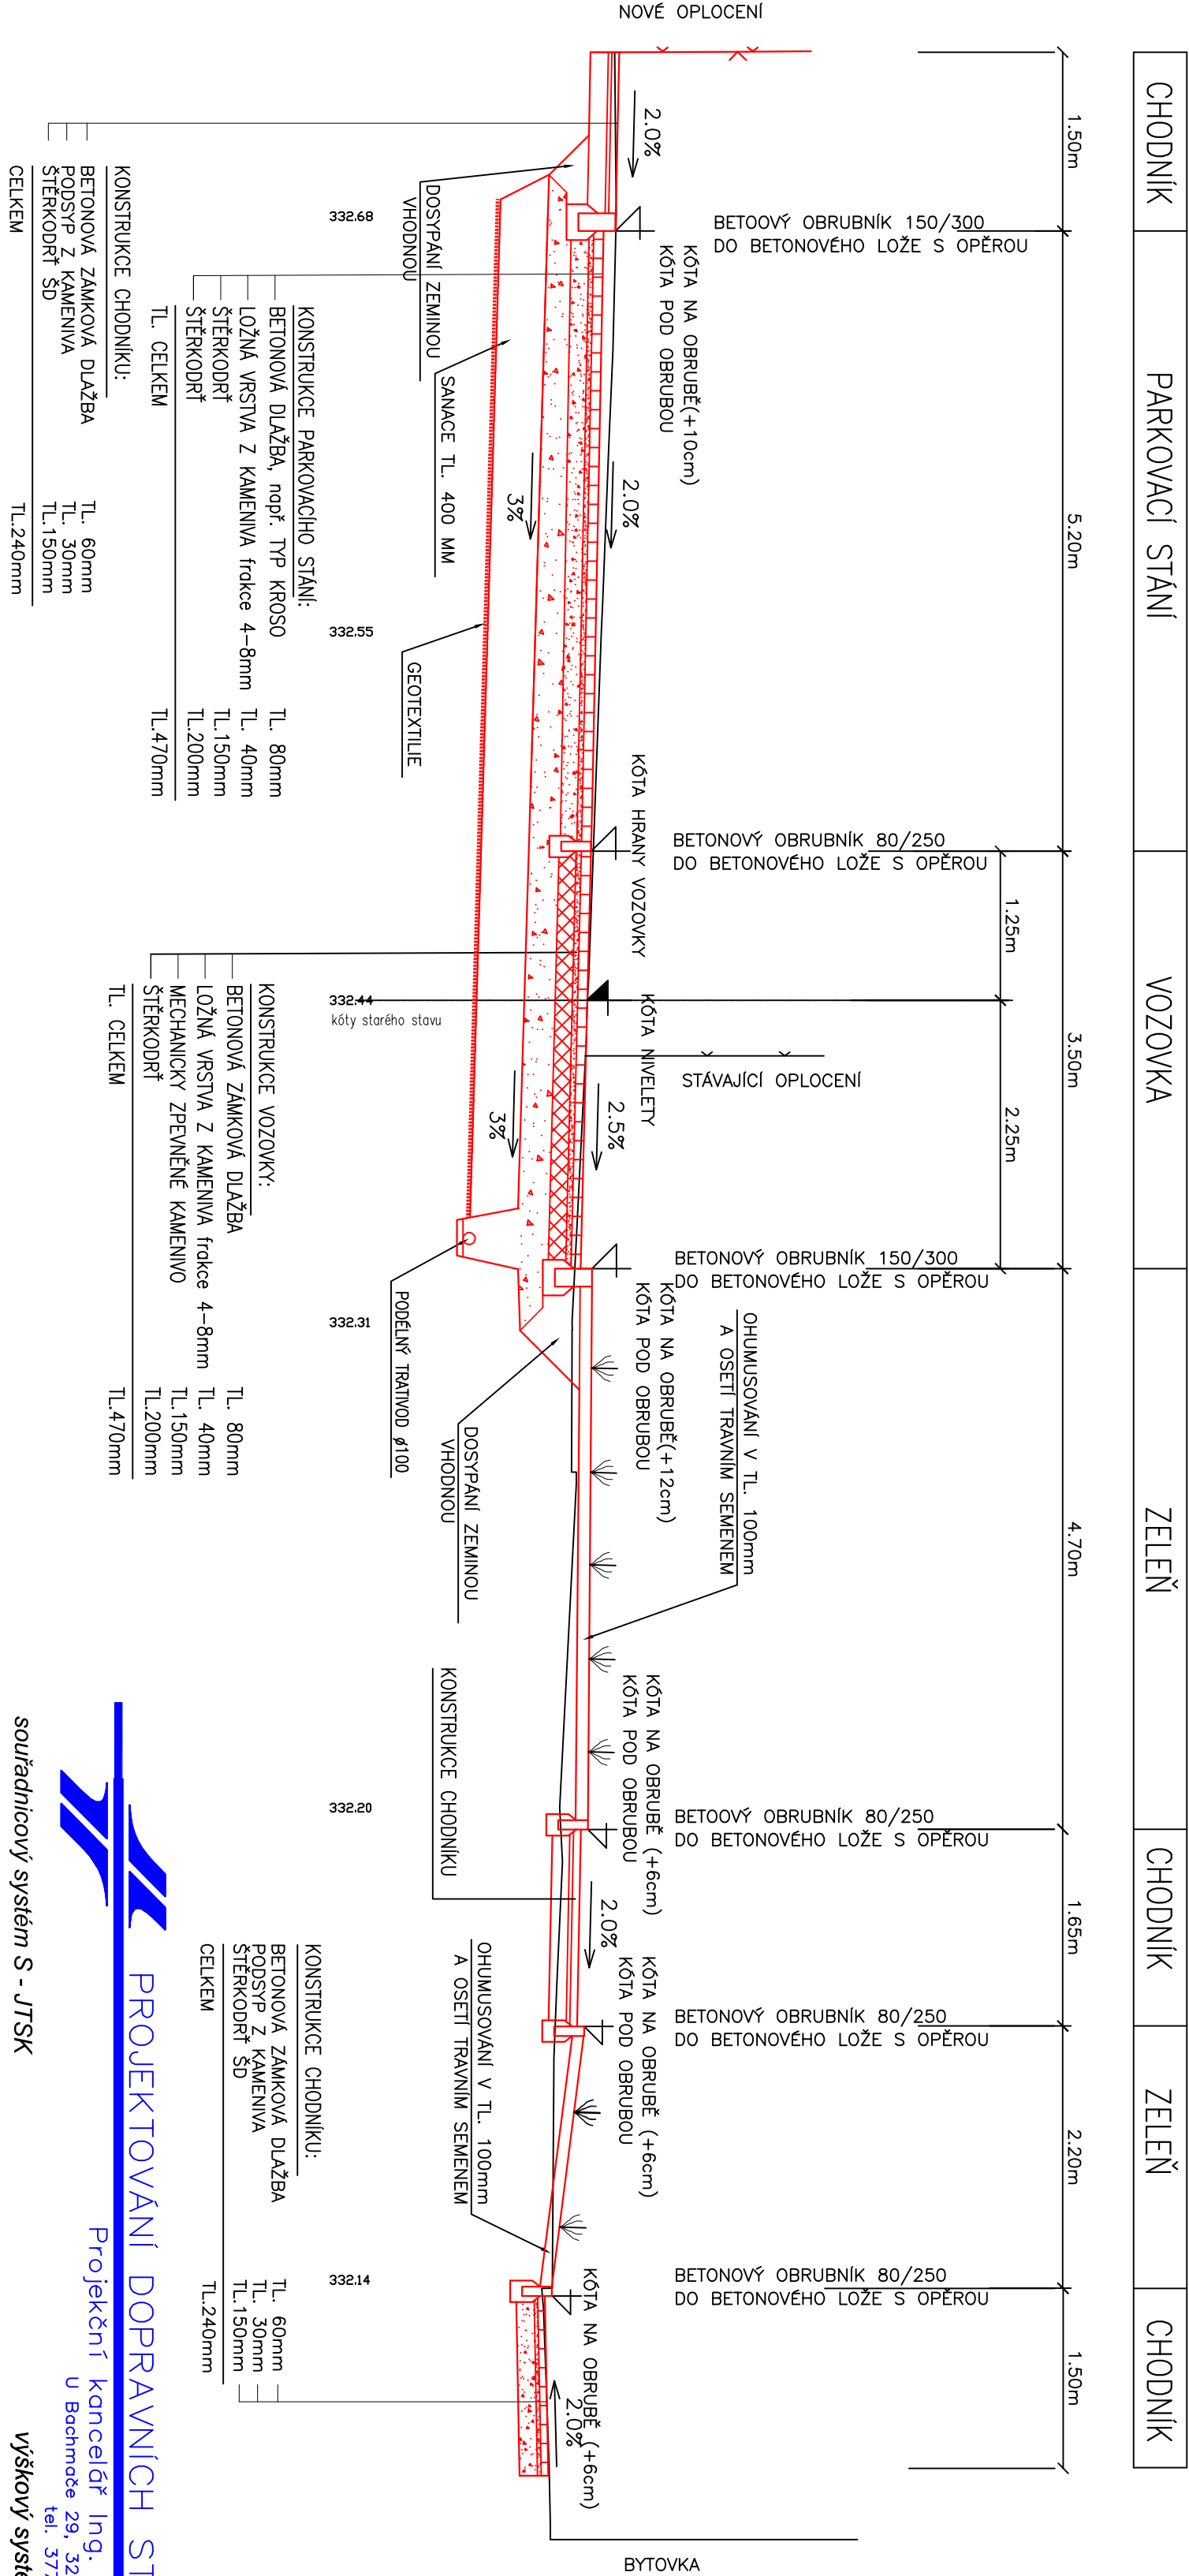 NOVÉ OPLOCENÍ
CHODNÍK
PARKOVACÍ STÁNÍ
VOZOVKA
ZELEŇ
CHODNÍK
ZELEŇ
CHODNÍK
1.50m
5.20m
3.50m
4.70m
1.65m
2.20m
1.50m
1.25m
2.25m
BETOOVÝ OBRUBNÍK 150/300
DO BETONOVÉHO LOŽE S OPĚROU
BETONOVÝ OBRUBNÍK 80/250
DO BETONOVÉHO LOŽE S OPĚROU
STÁVAJÍCÍ OPLOCENÍ
BETONOVÝ OBRUBNÍK 150/300
DO BETONOVÉHO LOŽE S OPĚROU
BETOOVÝ OBRUBNÍK 80/250
DO BETONOVÉHO LOŽE S OPĚROU
BETONOVÝ OBRUBNÍK 80/250
DO BETONOVÉHO LOŽE S OPĚROU
BETONOVÝ OBRUBNÍK 80/250
DO BETONOVÉHO LOŽE S OPĚROU
BYTOVKA
2.0%
KÓTA NA OBRUBĚ(+10cm)
KÓTA POD OBRUBOU
2.0%
3%
KÓTA HRANY VOZOVKY
KÓTA NIVELETY
2.5%
3%
KÓTA NA OBRUBĚ(+12cm)
KÓTA POD OBRUBOU
OHUMUSOVÁNÍ V TL. 100mm
A OSETÍ TRAVNÍM SEMENEM
KÓTA NA OBRUBĚ (+6cm)
KÓTA POD OBRUBOU
2.0%
KÓTA NA OBRUBĚ (+6cm)
KÓTA POD OBRUBOU
KÓTA NA OBRUBĚ (+6cm)
2.0%
DOSYPÁNÍ ZEMINOU
VHODNOU
SANACE TL. 400 MM
GEOTEXTILIE
PODÉLNÝ TRATIVOD ø100
DOSYPÁNÍ ZEMINOU
VHODNOU
KONSTRUKCE CHODNÍKU
OHUMUSOVÁNÍ V TL. 100mm
A OSETÍ TRAVNÍM SEMENEM
332.68
332.55
332.44
kóty starého stavu
332.31
332.20
332.14
KONSTRUKCE CHODNÍKU:
BETONOVÁ ZÁMKOVÁ DLAŽBA TL. 60mm
PODSYP Z KAMENIVA TL. 30mm
ŠTĚRKODRŤ ŠD TL.150mm
CELKEM TL.240mm
KONSTRUKCE PARKOVACÍHO STÁNÍ:
BETONOVÁ DLAŽBA, např. TYP KROSO TL. 80mm
LOŽNÁ VRSTVA Z KAMENIVA frakce 4-8mm TL. 40mm
ŠTĚRKODRŤ TL.150mm
ŠTĚRKODRŤ TL.200mm
TL. CELKEM TL.470mm
KONSTRUKCE VOZOVKY:
BETONOVÁ ZÁMKOVÁ DLAŽBA TL. 80mm
LOŽNÁ VRSTVA Z KAMENIVA frakce 4-8mm TL. 40mm
MECHANICKY ZPEVNĚNÉ KAMENIVO TL.150mm
ŠTĚRKODRŤ TL.200mm
TL. CELKEM TL.470mm
KONSTRUKCE CHODNÍKU:
BETONOVÁ ZÁMKOVÁ DLAŽBA TL. 60mm
PODSYP Z KAMENIVA TL. 30mm
ŠTĚRKODRŤ ŠD TL.150mm
CELKEM TL.240mm
PROJEKTOVÁNÍ DOPRAVNÍCH ST
Projekční kancelář Ing.
U Bachmače 29, 32
tel. 377
souřadnicový systém S - JTSK
výškový systé